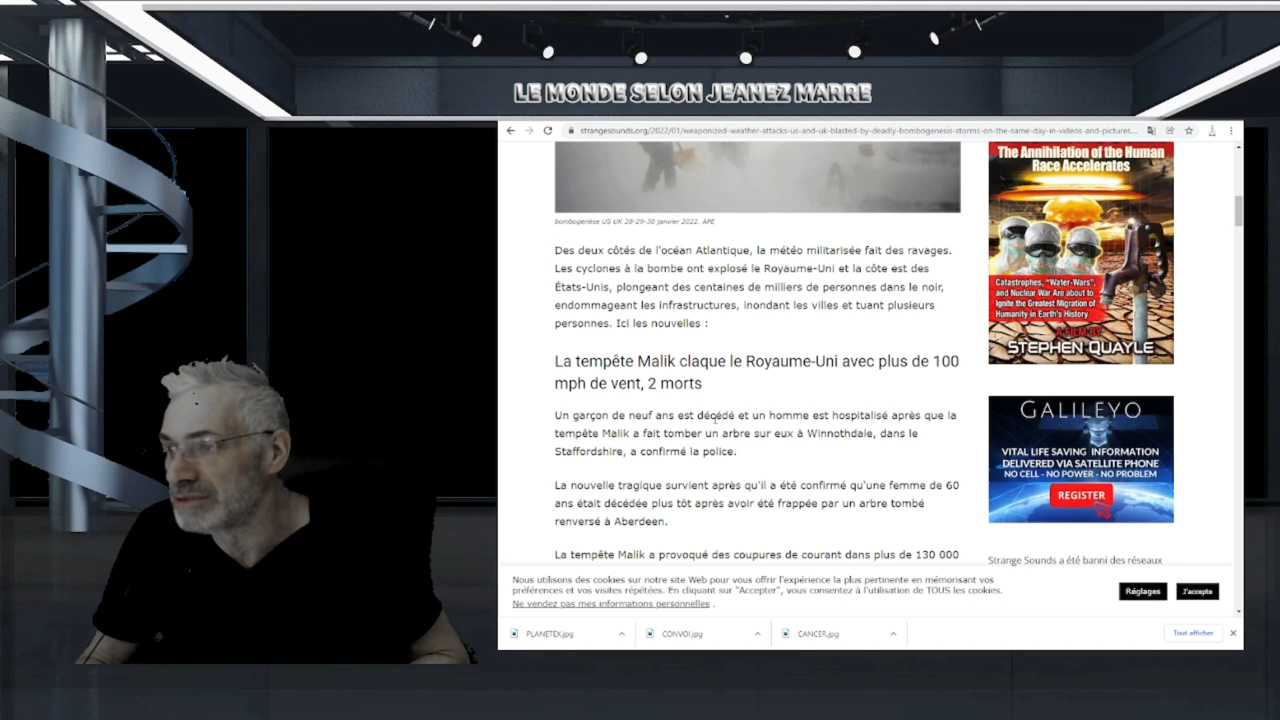 LE MONDE SELON JEANEZ MARRE
strangesounds.org/2022/01/weaponized-weather-attacks-us-and-uk-blasted-by-deadly-bombogenesis-storms-on-the-same-day-in-videos-and-pictures...
bombogenèse US UK 28-29-30 janvier 2022. APE
Des deux côtés de l'océan Atlantique, la météo militarisée fait des ravages.
Les cyclones à la bombe ont explosé le Royaume-Uni et la côte est des
États-Unis, plongeant des centaines de milliers de personnes dans le noir,
endommageant les infrastructures, inondant les villes et tuant plusieurs
personnes. Ici les nouvelles :
La tempête Malik claque le Royaume-Uni avec plus de 100
mph de vent, 2 morts
Un garçon de neuf ans est décédé et un homme est hospitalisé après que la
tempête Malik a fait tomber un arbre sur eux à Winnothdale, dans le
Staffordshire, a confirmé la police.
La nouvelle tragique survient après qu'il a été confirmé qu'une femme de 60
ans était décédée plus tôt après avoir été frappée par un arbre tombé
renversé à Aberdeen.
La tempête Malik a provoqué des coupures de courant dans plus de 130 000
The Annihilation of the Human
Race Accelerates
Catastrophes, "Water-Wars",
and Nuclear War Are about to
Ignite the Greatest Migration of
Humanity in Earth's History
A FILM BY
STEPHEN QUAYLE
GALILEYO
VITAL LIFE SAVING INFORMATION
DELIVERED VIA SATELLITE PHONE
NO CELL - NO POWER - NO PROBLEM
REGISTER
Strange Sounds a été banni des réseaux
Nous utilisons des cookies sur notre site Web pour vous offrir l'expérience la plus pertinente en mémorisant vos
préférences et vos visites répétées. En cliquant sur "Accepter", vous consentez à l'utilisation de TOUS les cookies.
Ne vendez pas mes informations personnelles .
Réglages
J'accepte
PLANETEX.jpg
CONVOI.jpg
CANCER.jpg
Tout afficher